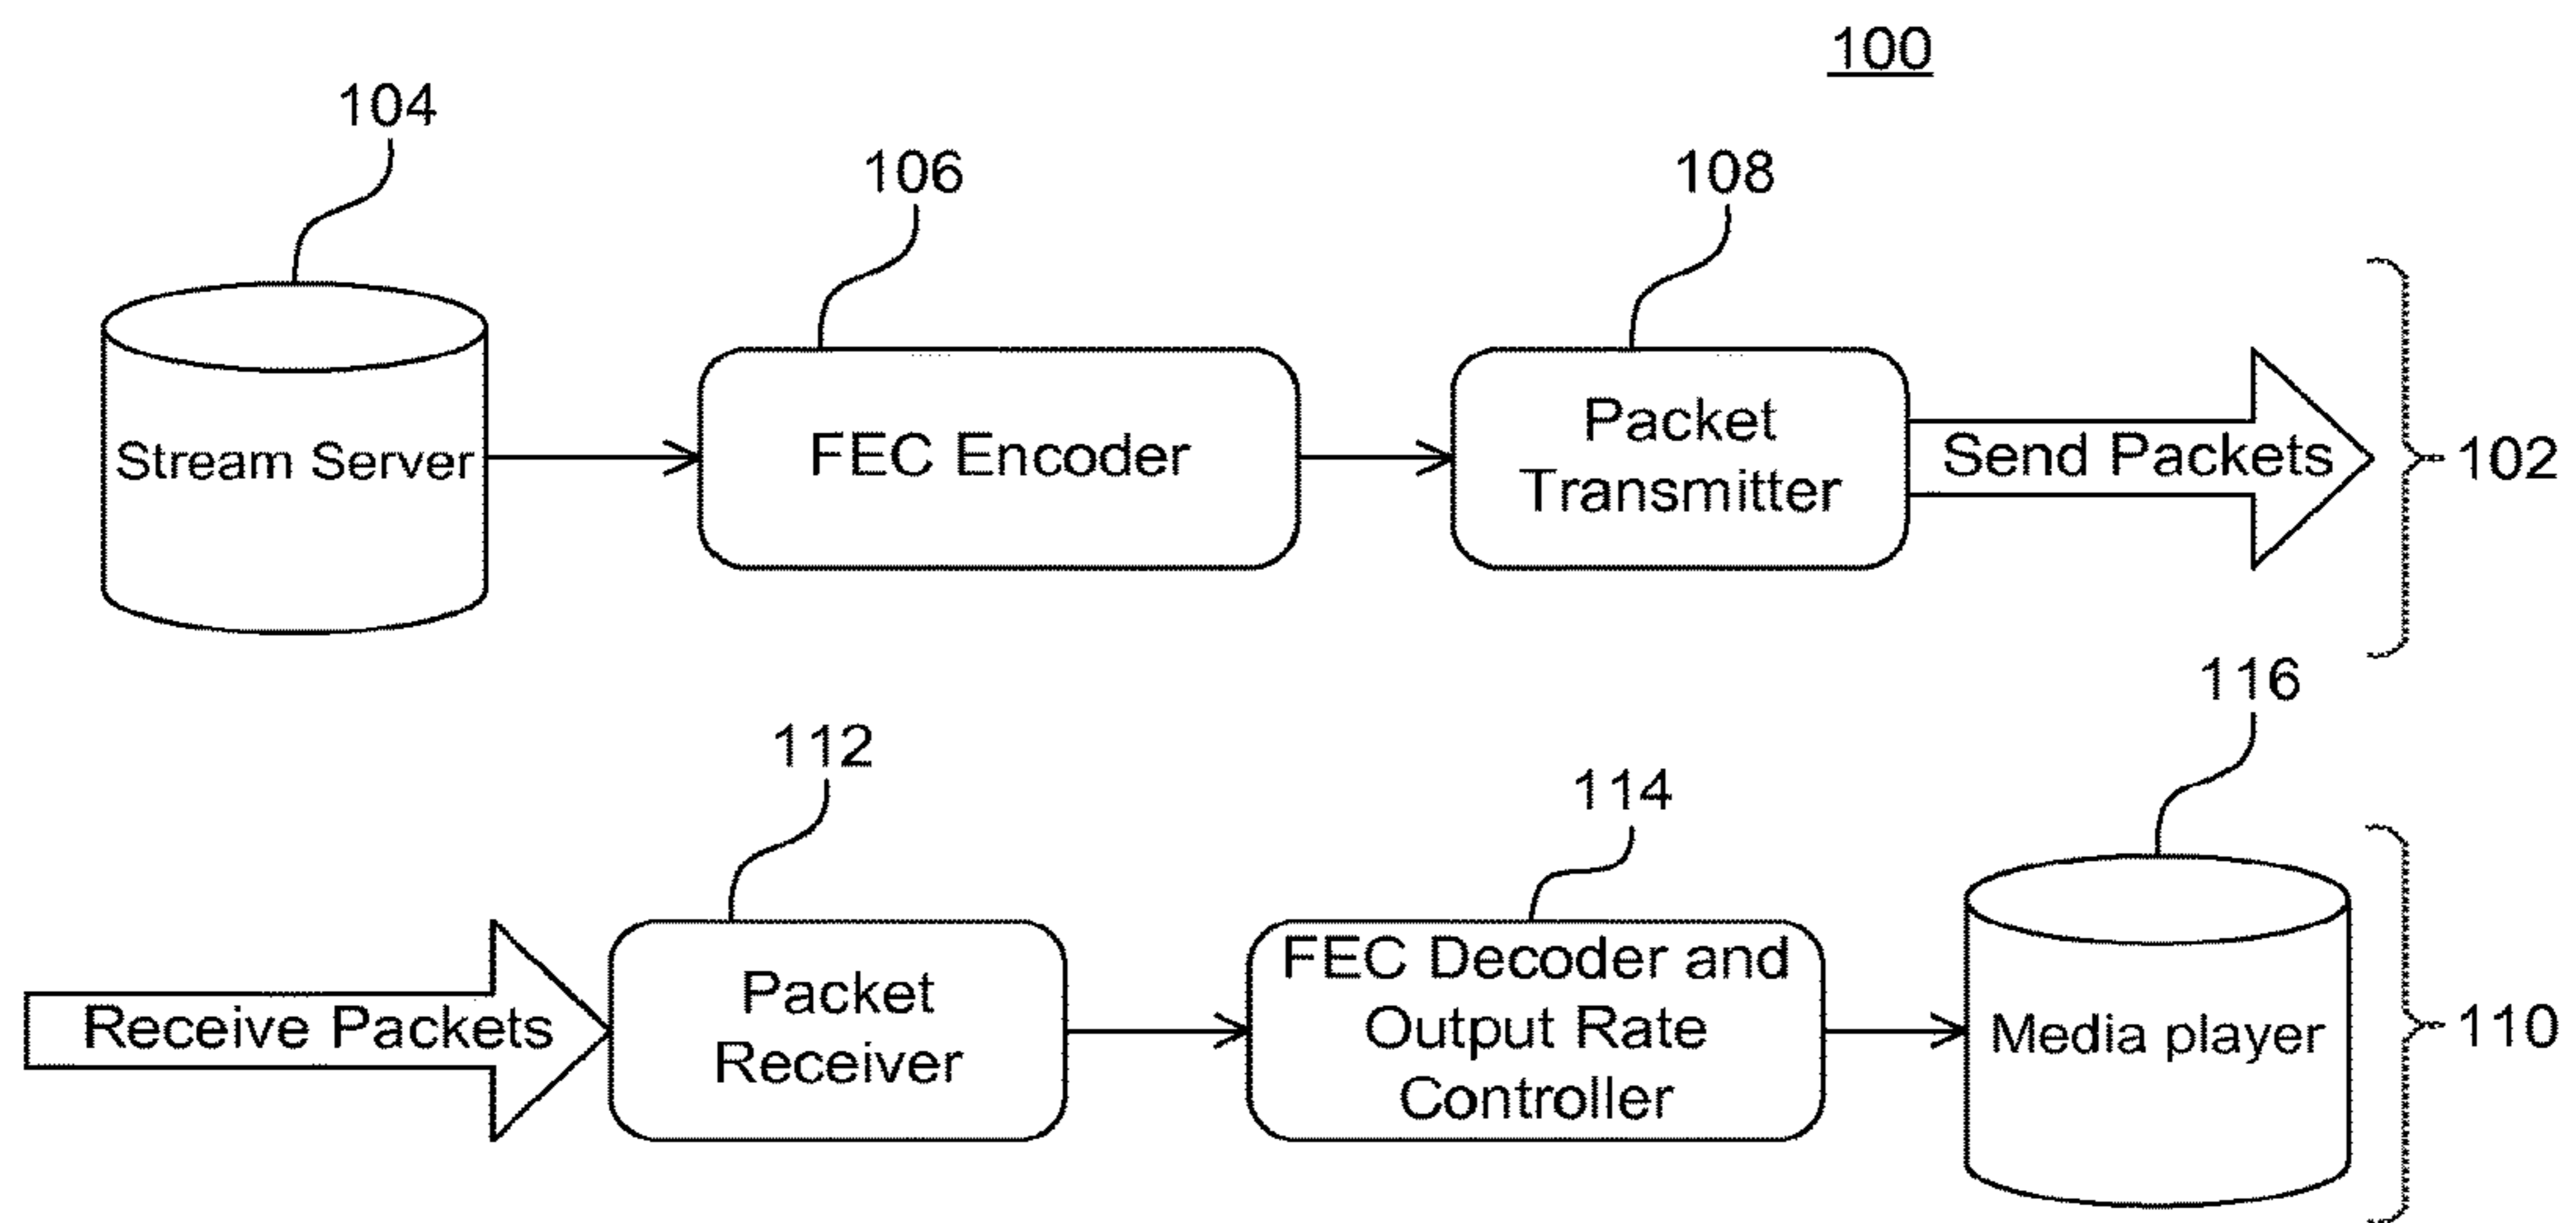 100
104
106
108
Stream Server
FEC Encoder
Packet
Transmitter
Send Packets
102
112
114
116
Receive Packets
Packet
Receiver
FEC Decoder and
Output Rate
Controller
Media player
110